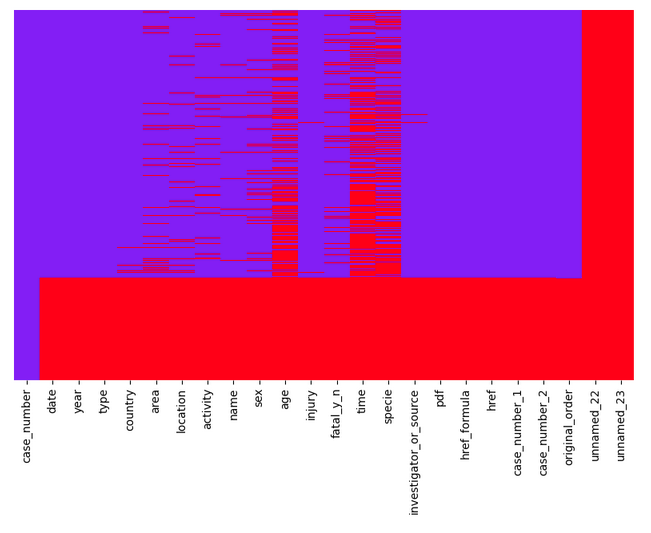 case_number
date
year
type
country
area
location
activity
name
sex
age
injury
fatal_y_n
time
specie
investigator_or_source
pdf
href_formula
href
case_number_1
case_number_2
original_order
unnamed_22
unnamed_23